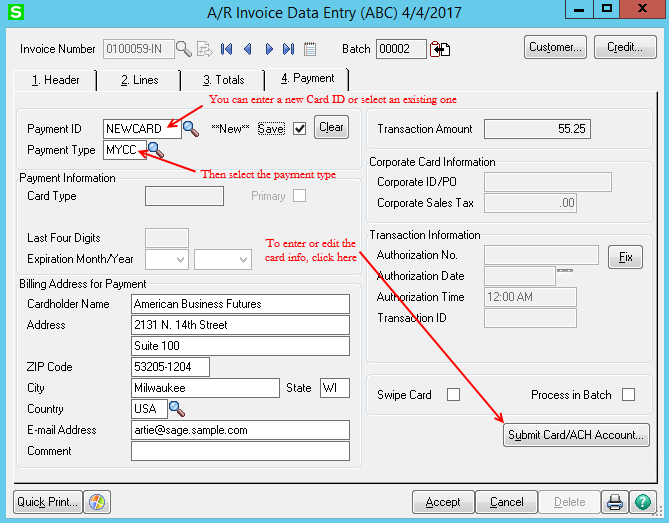 S
A/R Invoice Data Entry (ABC) 4/4/2017
Invoice Number 0100059-IN Batch 00002 Customer... Credit...
1. Header 2. Lines 3. Totals 4. Payment
You can enter a new Card ID or select an existing one
Payment ID NEWCARD **New** Save Clear
Payment Type MYCC
Then select the payment type
Transaction Amount 55.25
Payment Information
Card Type Primary
Last Four Digits
Expiration Month/Year
Corporate Card Information
Corporate ID/PO
Corporate Sales Tax .00
To enter or edit the
card info, click here
Transaction Information
Authorization No. Fix
Authorization Date
Authorization Time 12:00 AM
Transaction ID
Billing Address for Payment
Cardholder Name American Business Futures
Address 2131 N. 14th Street
Suite 100
ZIP Code 53205-1204
City Milwaukee State WI
Country USA
E-mail Address artie@sage.sample.com
Comment
Swipe Card Process in Batch
Submit Card/ACH Account...
Quick Print... Accept Cancel Delete